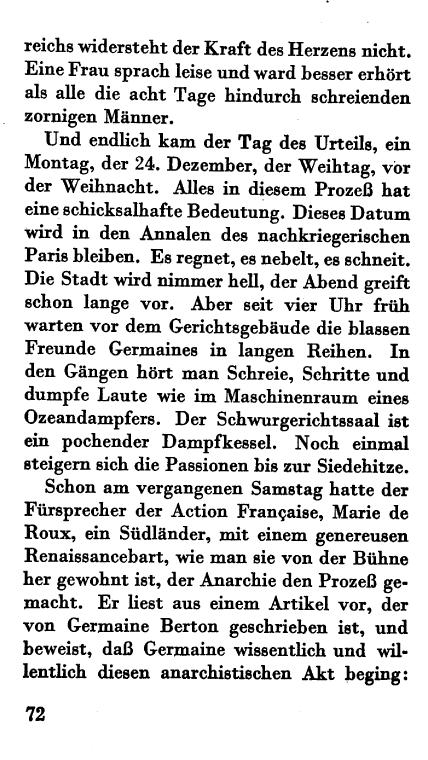 reichs widersteht der Kraft des Herzens nicht.
Eine Frau sprach leise und ward besser erhört
als alle die acht Tage hindurch schreienden
zornigen Männer.
Und endlich kam der Tag des Urteils, ein
Montag, der 24. Dezember, der Weihtag, vor
der Weihnacht. Alles in diesem Prozeß hat
eine schicksalhafte Bedeutung. Dieses Datum
wird in den Annalen des nachkriegerischen
Paris bleiben. Es regnet, es nebelt, es schneit.
Die Stadt wird nimmer hell, der Abend greift
schon lange vor. Aber seit vier Uhr früh
warten vor dem Gerichtsgebäude die blassen
Freunde Germaines in langen Reihen. In
den Gängen hört man Schreie, Schritte und
dumpfe Laute wie im Maschinenraum eines
Ozeandampfers. Der Schwurgerichtssaal ist
ein pochender Dampfkessel. Noch einmal
steigern sich die Passionen bis zur Siedehitze.
Schon am vergangenen Samstag hatte der
Fürsprecher der Action Française, Marie de
Roux, ein Südländer, mit einem genereusen
Renaissancebart, wie man sie von der Bühne
her gewohnt ist, der Anarchie den Prozeß ge-
macht. Er liest aus einem Artikel vor, der
von Germaine Berton geschrieben ist, und
beweist, daß Germaine wissentlich und wil-
lentlich diesen anarchistischen Akt beging:
72